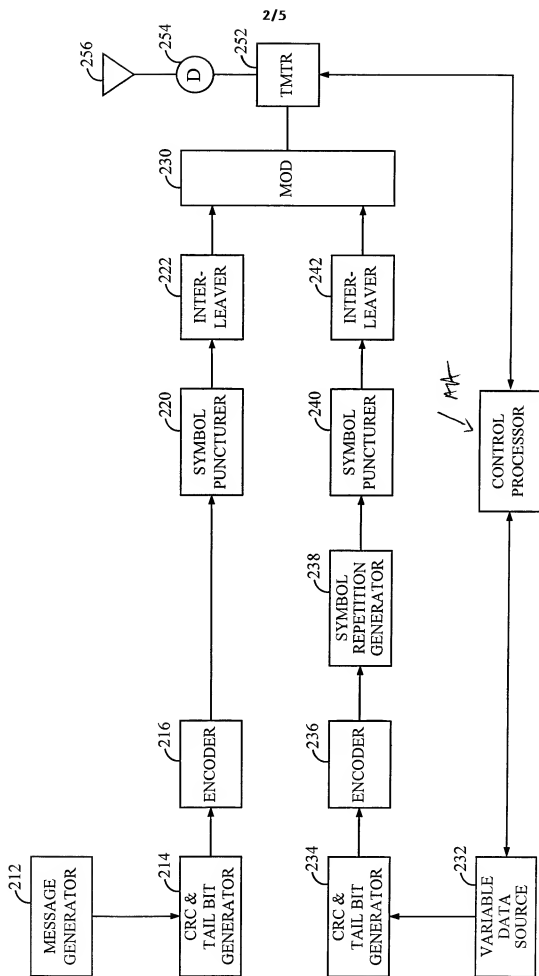 2/5
256
254
D
252
TMTR
230
MOD
222
INTER-
LEAVER
242
INTER-
LEAVER
220
SYMBOL
PUNCTURER
240
SYMBOL
PUNCTURER
CONTROL
PROCESSOR
238
SYMBOL
REPETITION
GENERATOR
216
ENCODER
236
ENCODER
212
MESSAGE
GENERATOR
214
CRC &
TAIL BIT
GENERATOR
234
CRC &
TAIL BIT
GENERATOR
232
VARIABLE
DATA
SOURCE